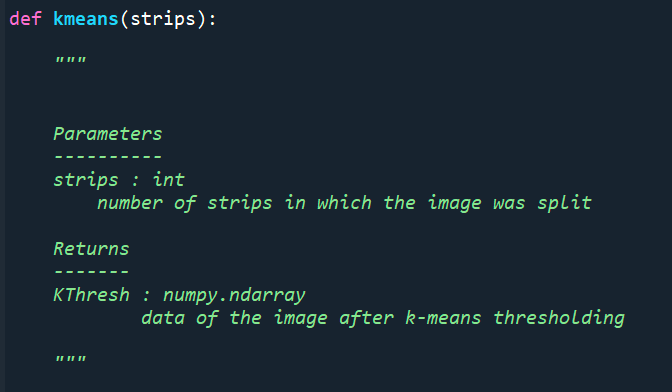 def kmeans(strips):
"""
Parameters
----------
strips : int
number of strips in which the image was split
Returns
-------
KThresh : numpy.ndarray
data of the image after k-means thresholding
"""